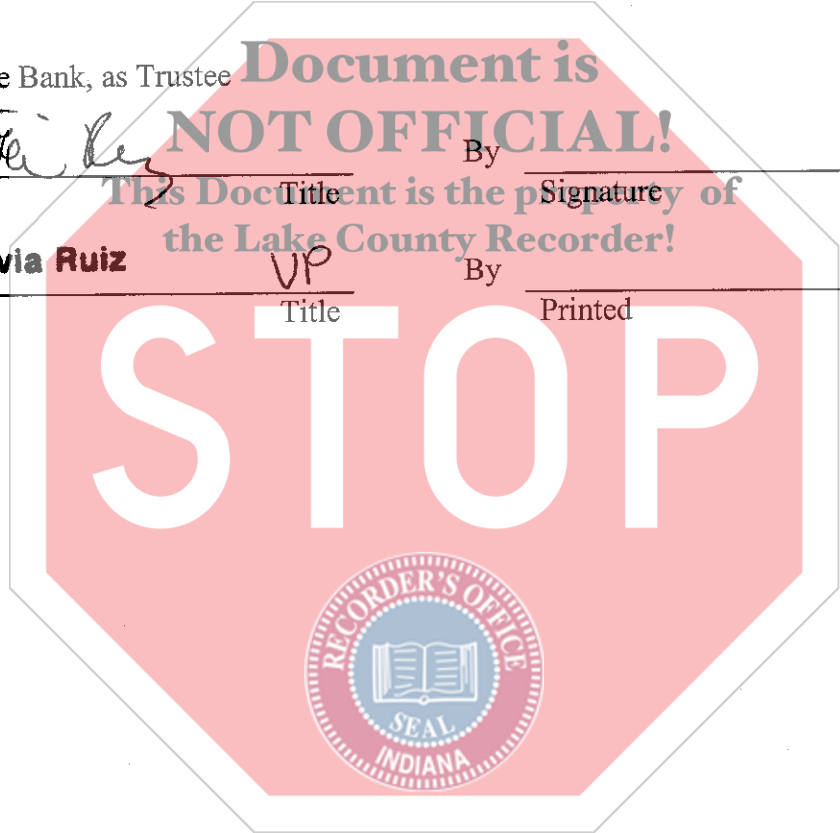 Document is
e Bank, as Trustee
NOT OFFICIAL!
By
Title
Signature
This Document is the property of
the Lake County Recorder!
via Ruiz
VP
By
Title
Printed
STOP
RECORDER'S OFFICE
SEAL
INDIANA